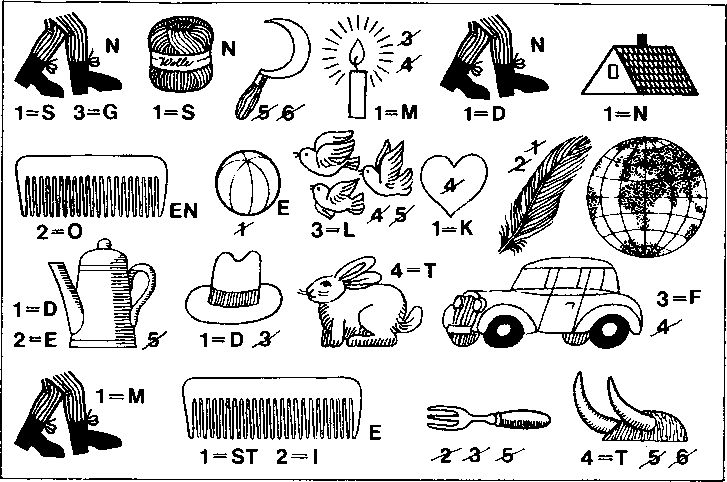 N N 3 N
Wolle 4
1=S 3=G 1=S 5 6 1=M 1=D 1=N
1
4 2
EN E
2=O 1 3=L 4 5 1=K
4=T
1=D 3=F
2=E 5 1=D 3 4
1=M
E
1=ST 2=I 2 3 5 4=T 5 6